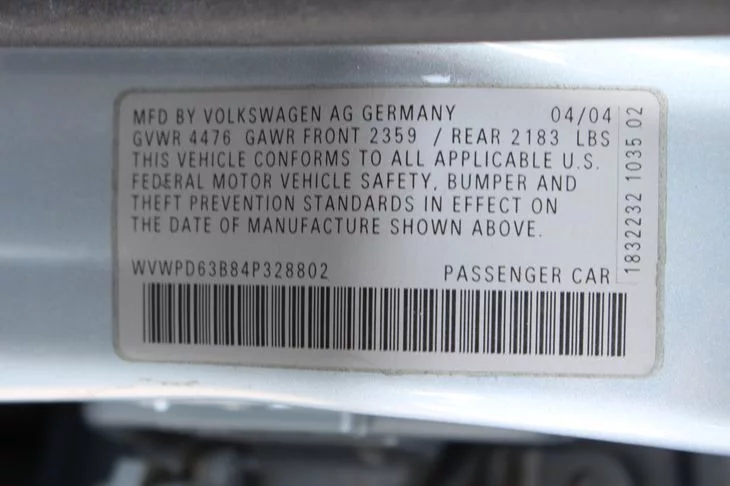 MFD BY VOLKSWAGEN AG GERMANY 04/04
GVWR 4476 GAWR FRONT 2359 / REAR 2183 LBS
THIS VEHICLE CONFORMS TO ALL APPLICABLE U.S.
FEDERAL MOTOR VEHICLE SAFETY, BUMPER AND
THEFT PREVENTION STANDARDS IN EFFECT ON
THE DATE OF MANUFACTURE SHOWN ABOVE.
WVWPD63B84P328802 PASSENGER CAR
1832232 1035 02